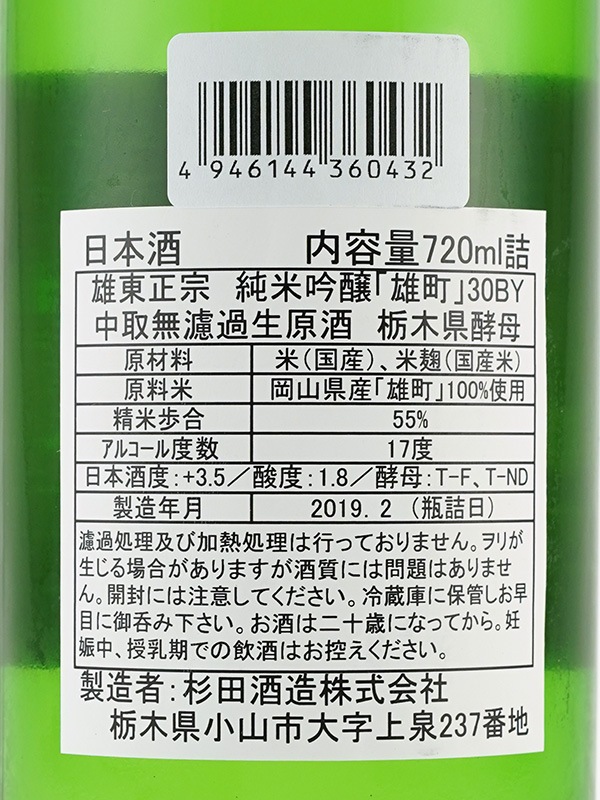 4 946144 360432
日本酒 内容量720ml詰
雄東正宗 純米吟醸「雄町」30BY
中取無濾過生原酒 栃木県酵母
原材料 米(国産)、米麹(国産米)
原料米 岡山県産「雄町」100%使用
精米歩合 55%
アルコール度数 17度
日本酒度:+3.5/酸度:1.8/酵母:T-F、T-ND
製造年月 2019. 2 (瓶詰日)
濾過処理及び加熱処理は行っておりません。ヲリが
生じる場合がありますが酒質には問題はありませ
ん。開封には注意してください。冷蔵庫に保管しお早
目に御呑み下さい。お酒は二十歳になってから。妊
娠中、授乳期での飲酒はお控えください。
製造者:杉田酒造株式会社
栃木県小山市大字上泉237番地